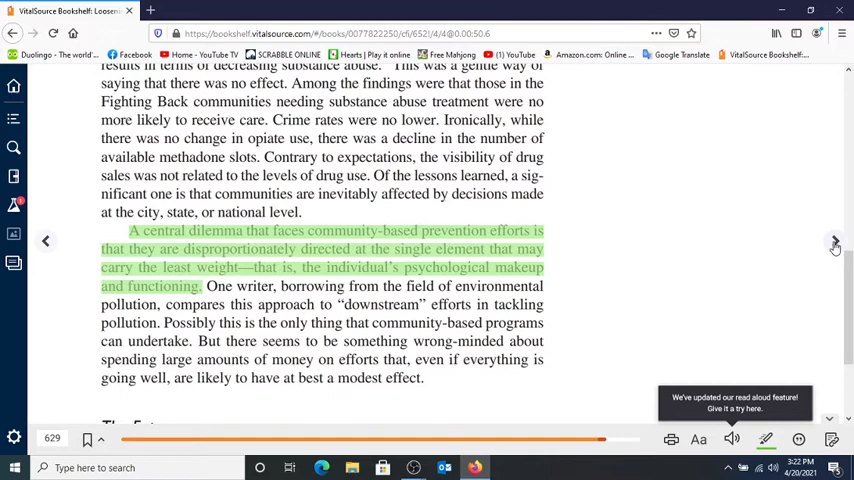 VitalSource Bookshelf: Loosen
https://bookshelf.vitalsource.com/#/books/0077822250/cfi/652!/4/4@0.00:50.6
Duolingo - The world'... Facebook Home - YouTube TV SCRABBLE ONLINE Hearts | Play it online Free Mahjong (1) YouTube Amazon.com: Online ... Google Translate VitalSource Bookshelf:...
results in terms of decreasing substance abuse." This was a gentle way of
saying that there was no effect. Among the findings were that those in the
Fighting Back communities needing substance abuse treatment were no
more likely to receive care. Crime rates were no lower. Ironically, while
there was no change in opiate use, there was a decline in the number of
available methadone slots. Contrary to expectations, the visibility of drug
sales was not related to the levels of drug use. Of the lessons learned, a sig-
nificant one is that communities are inevitably affected by decisions made
at the city, state, or national level.
A central dilemma that faces community-based prevention efforts is
that they are disproportionately directed at the single element that may
carry the least weight—that is, the individual's psychological makeup
and functioning. One writer, borrowing from the field of environmental
pollution, compares this approach to "downstream" efforts in tackling
pollution. Possibly this is the only thing that community-based programs
can undertake. But there seems to be something wrong-minded about
spending large amounts of money on efforts that, even if everything is
going well, are likely to have at best a modest effect.
We've updated our read aloud feature!
Give it a try here.
629
Aa
Type here to search
3:22 PM
4/20/2021